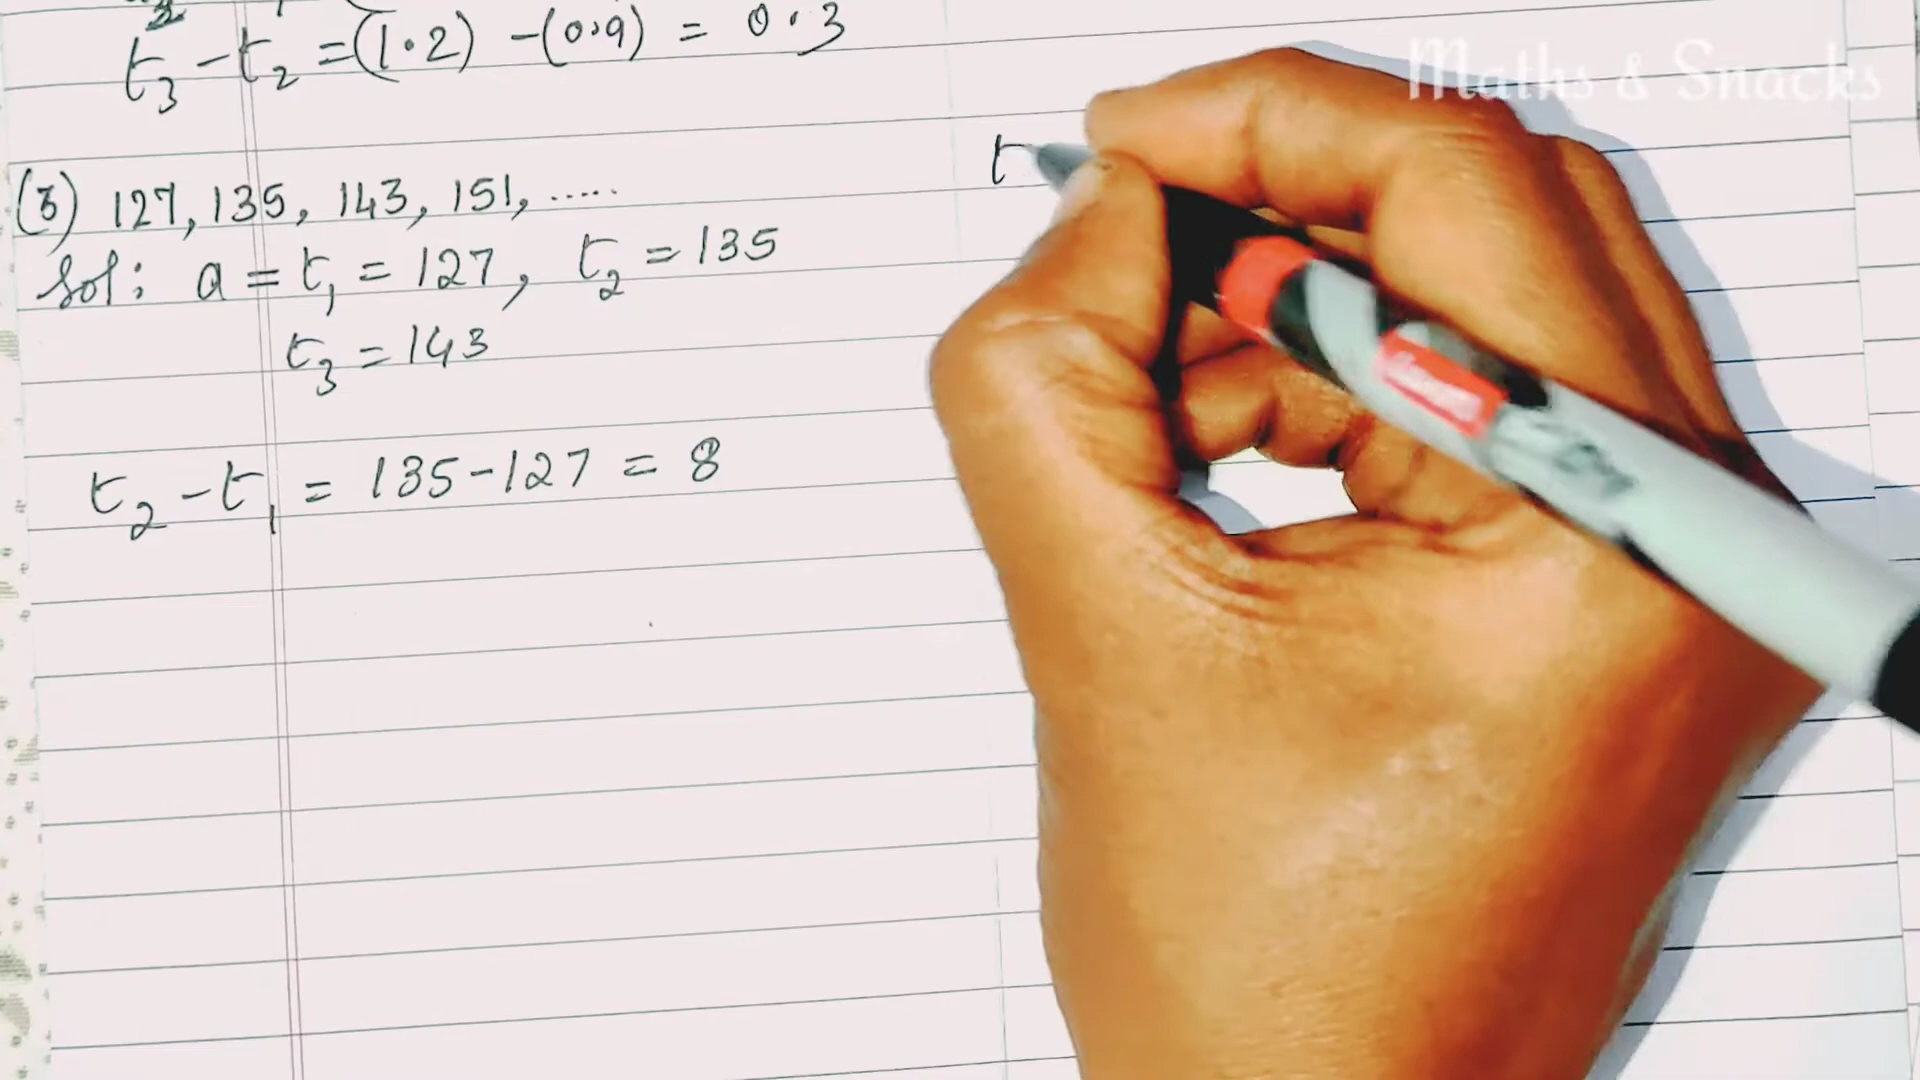 t₃ - t₂ = (1.2) - (0.9) = 0.3
(3) 127, 135, 143, 151, .....
Sol: a = t₁ = 127, t₂ = 135
t₃ = 143
t₂ - t₁ = 135 - 127 = 8
t
Maths & Snacks